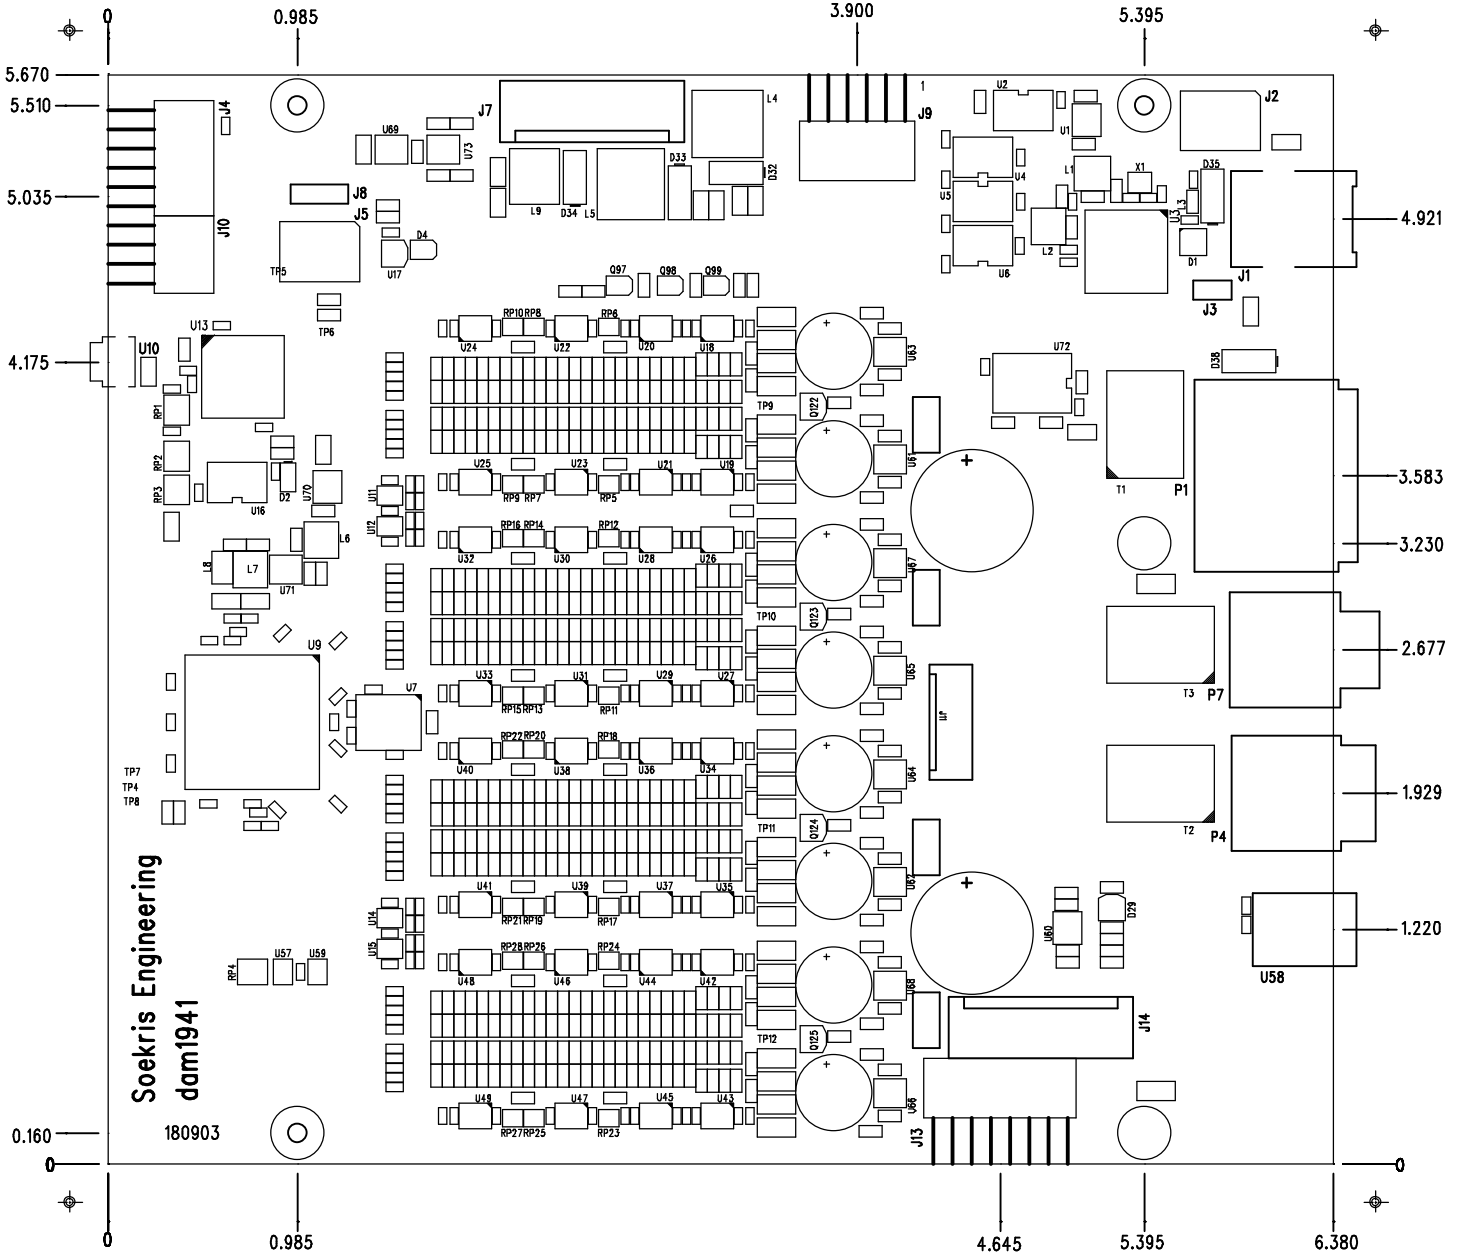 0
0.985
3.900
5.395
5.670
5.510
5.035
4.175
0.160
0
4.921
3.583
3.230
2.677
1.929
1.220
0
J4
J10
U69
U73
J8
J5
TP5
U17
D4
TP6
J7
L4
L9
D34
L5
D33
D32
1
J9
U2
U1
J2
U4
U5
L1
X1
D35
L3
U3
L2
D1
U6
J1
J3
Q97
Q98
Q99
U13
U10
RP10
RP8
RP6
U24
U22
U20
U18
U63
U72
D38
RP1
TP9
Q122
U61
RP2
RP3
U16
D2
U70
U11
U12
U25
U23
U21
U19
RP9
RP7
RP5
+
T1
P1
L6
L8
L7
U71
RP16
RP14
RP12
U32
U30
U28
U26
U67
TP10
Q123
U9
U7
U33
U31
U29
U27
U65
RP15
RP13
RP11
J11
T3
P7
TP7
TP4
TP8
RP22
RP20
RP18
U40
U38
U36
U34
U64
TP11
Q124
T2
P4
U41
U39
U37
U35
U62
RP21
RP19
RP17
U14
U15
+
U60
D29
U58
RP4
U57
U59
RP28
RP26
RP24
U48
U46
U44
U42
U68
TP12
Q125
J14
U49
U47
U45
U43
U66
RP27
RP25
RP23
J13
Soekris Engineering
dam1941
180903
0
0.985
4.645
5.395
6.380